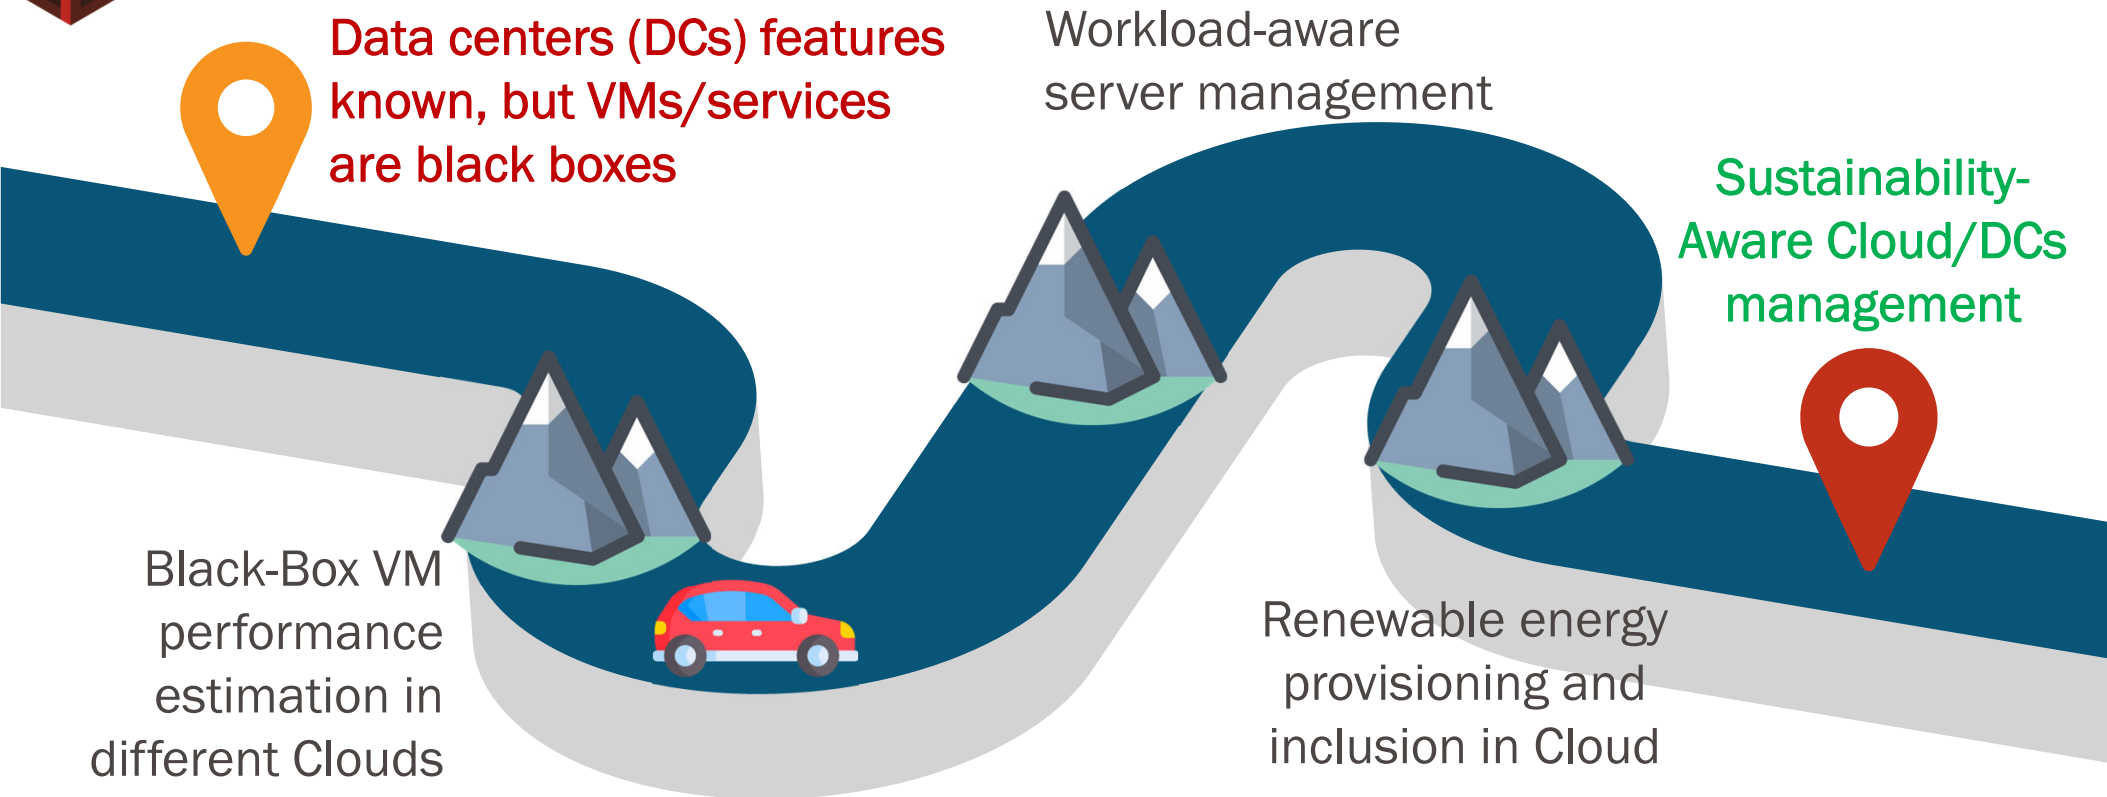 Data centers (DCs) features
known, but VMs/services
are black boxes
Workload-aware
server management
Sustainability-
Aware Cloud/DCs
management
Black-Box VM
performance
estimation in
different Clouds
Renewable energy
provisioning and
inclusion in Cloud